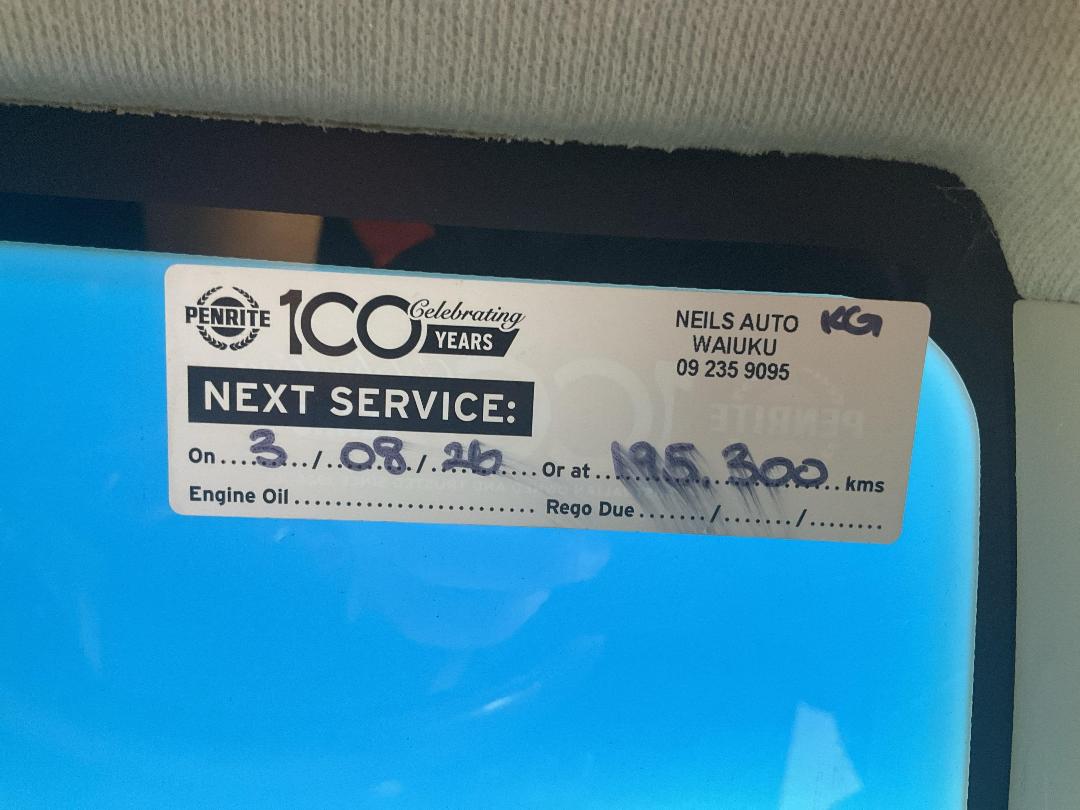 PENRITE 100 Celebrating YEARS
NEILS AUTO KG
WAIUKU
09 235 9095
NEXT SERVICE:
On....3..../..08../..26.....Or at....195.300..kms
Engine Oil........................ Rego Due......./......./........